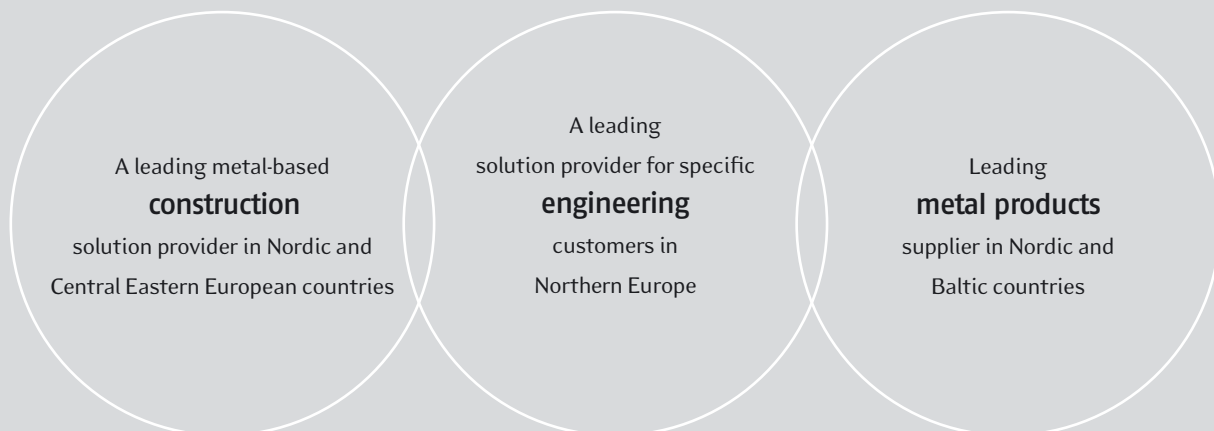 A leading metal-based
construction
solution provider in Nordic and
Central Eastern European countries
A leading
solution provider for specific
engineering
customers in
Northern Europe
Leading
metal products
supplier in Nordic and
Baltic countries